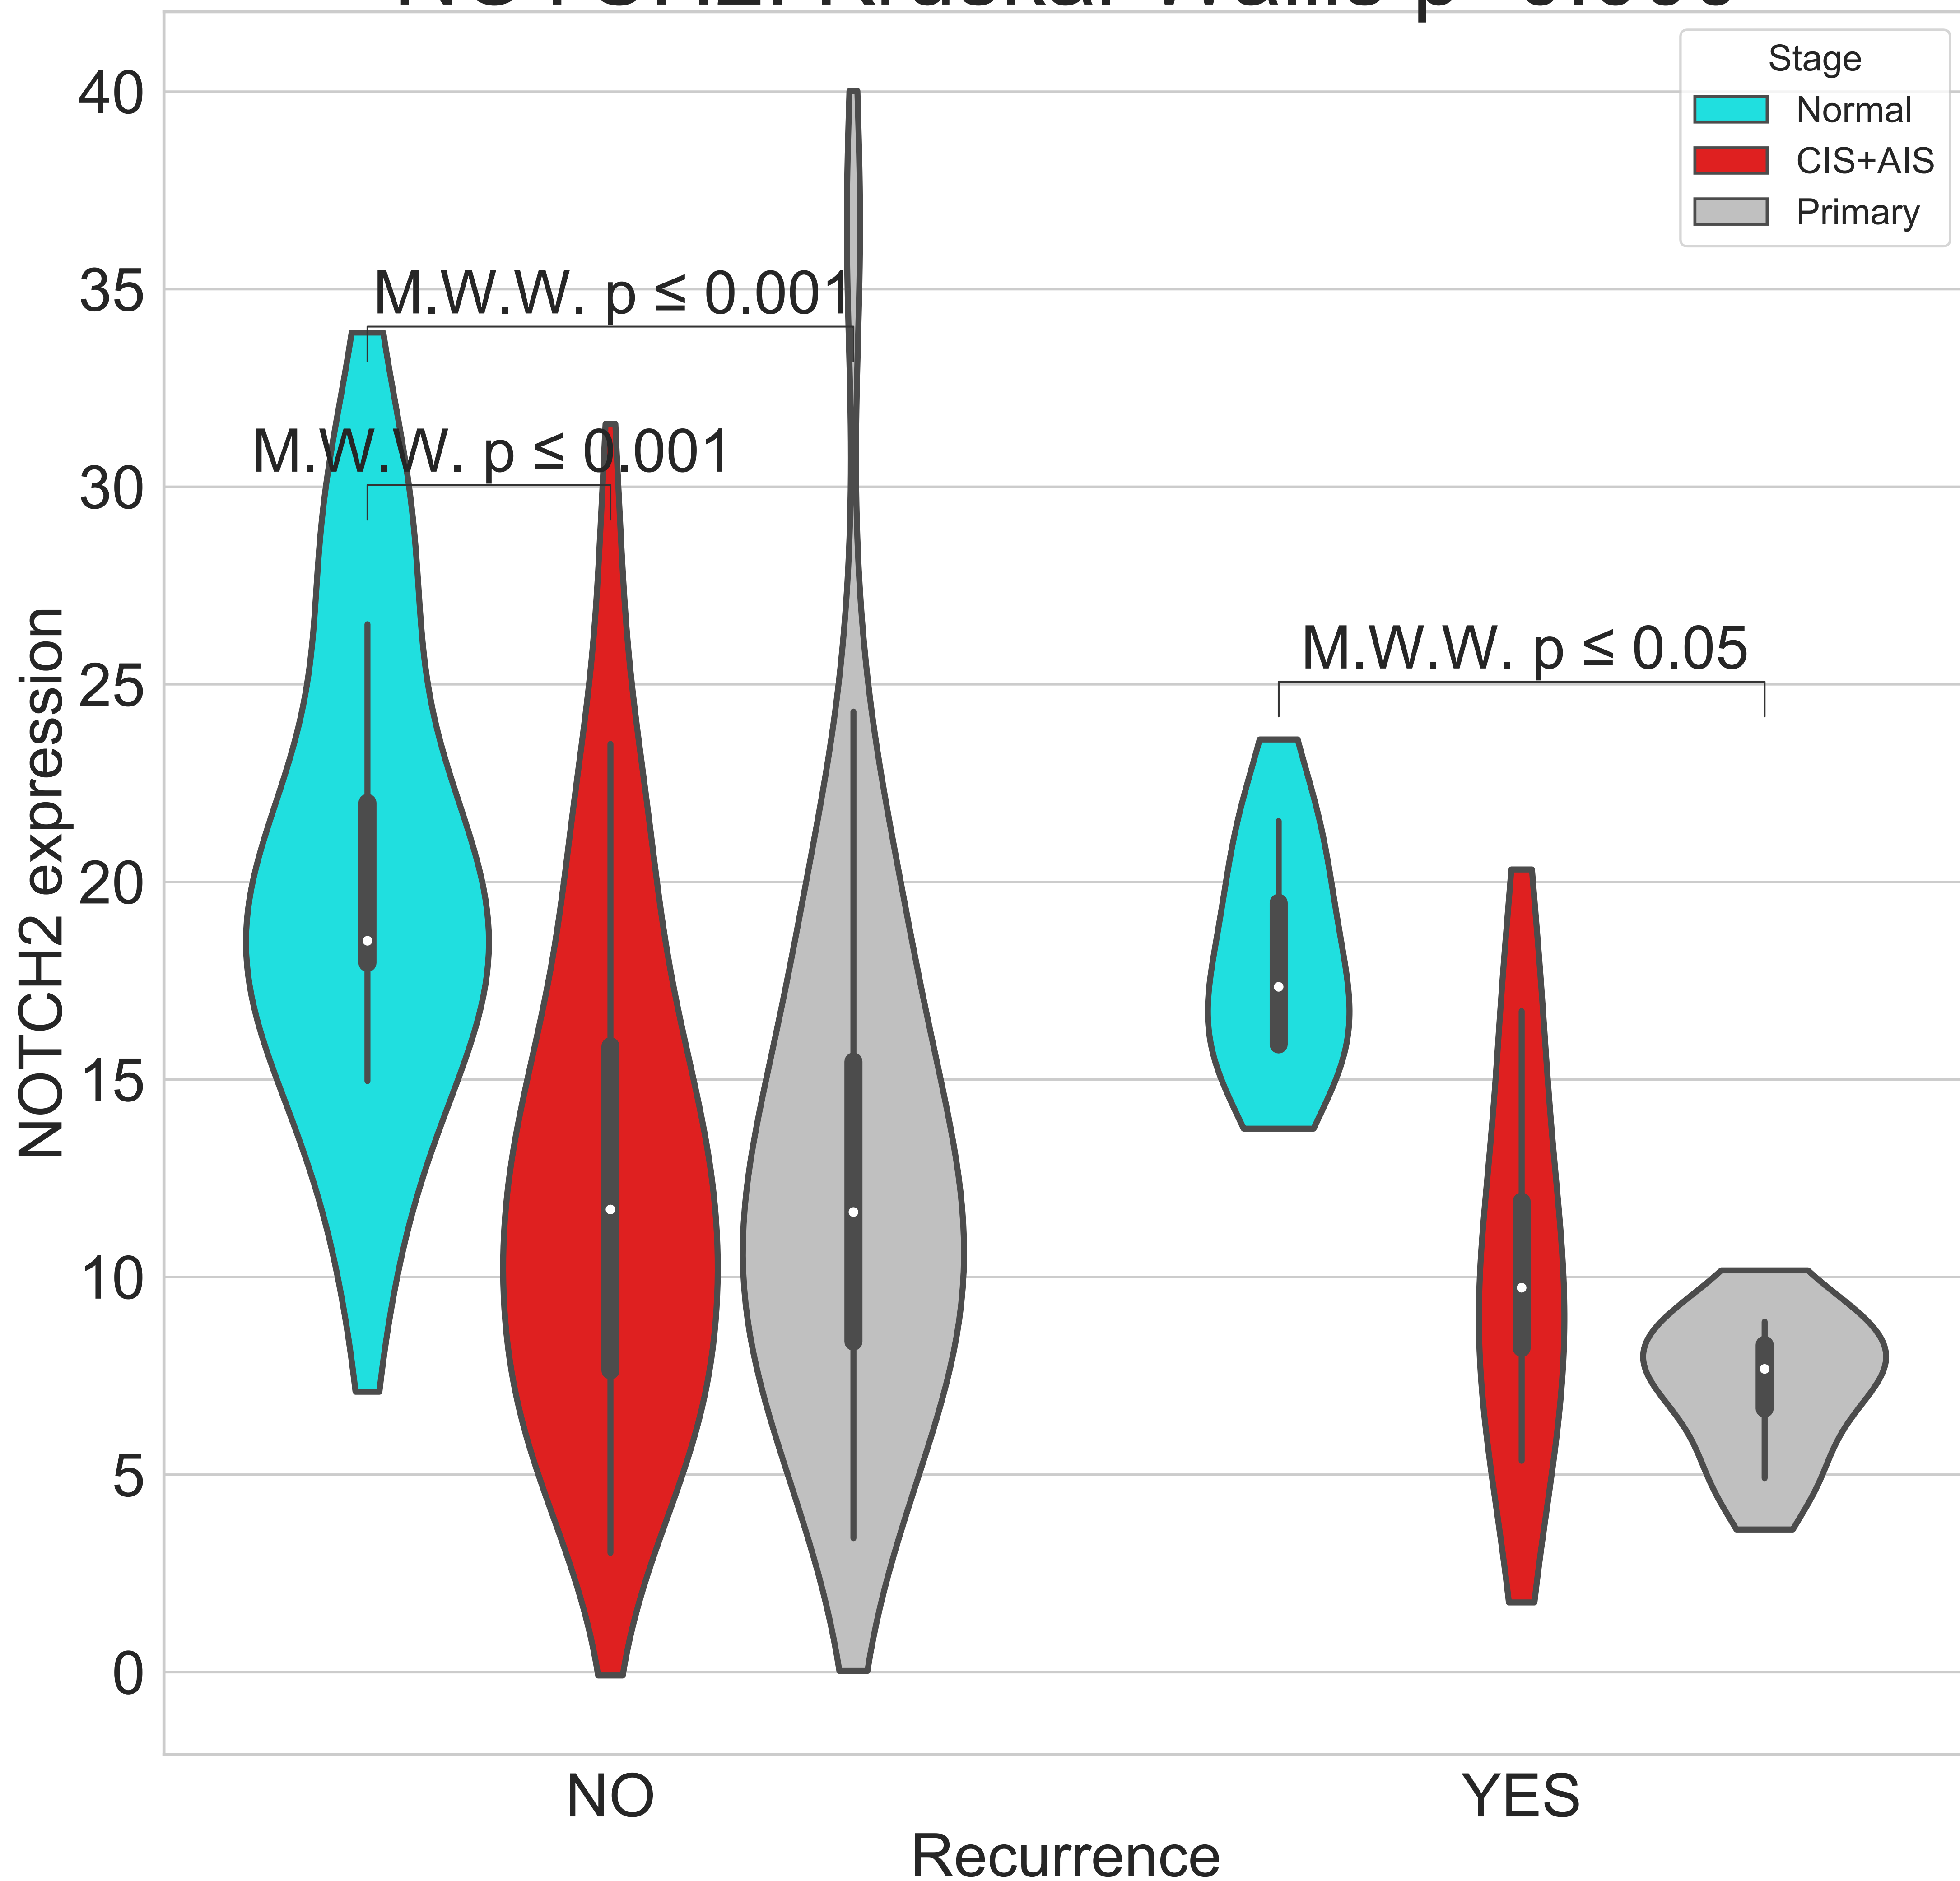 Stage
Normal
CIS+AIS
Primary
40
35
30
25
20
15
10
5
0
NOTCH2 expression
M.W.W. p ≤ 0.001
M.W.W. p ≤ 0.001
M.W.W. p ≤ 0.05
NO
YES
Recurrence